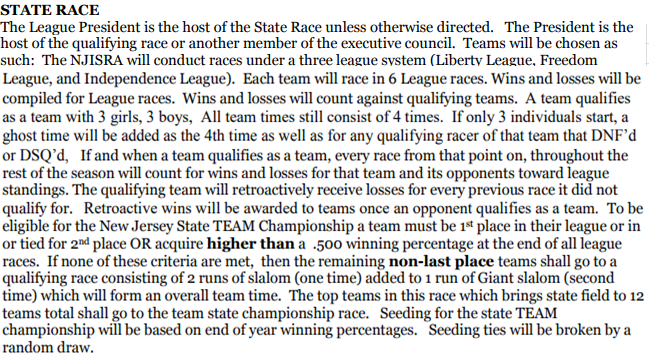 STATE RACE
The League President is the host of the State Race unless otherwise directed.   The President is the
host of the qualifying race or another member of the executive council.  Teams will be chosen as
such:  The NJISRA will conduct races under a three league system (Liberty League, Freedom
League, and Independence League).  Each team will race in 6 League races. Wins and losses will be
compiled for League races.  Wins and losses will count against qualifying teams.  A team qualifies
as a team with 3 girls, 3 boys,  All team times still consist of 4 times.  If only 3 individuals start, a
ghost time will be added as the 4th time as well as for any qualifying racer of that team that DNF'd
or DSQ'd,   If and when a team qualifies as a team, every race from that point on, throughout the
rest of the season will count for wins and losses for that team and its opponents toward league
standings. The qualifying team will retroactively receive losses for every previous race it did not
qualify for.   Retroactive wins will be awarded to teams once an opponent qualifies as a team.  To be
eligible for the New Jersey State TEAM Championship a team must be 1st place in their league or in
or tied for 2nd place OR acquire higher than a .500 winning percentage at the end of all league
races.  If none of these criteria are met,  then the remaining non-last place teams shall go to a
qualifying race consisting of 2 runs of slalom (one time) added to 1 run of Giant slalom (second
time) which will form an overall team time.  The top teams in this race which brings state field to 12
teams total shall go to the team state championship race.   Seeding for the state TEAM
championship will be based on end of year winning percentages.   Seeding ties will be broken by a
random draw.